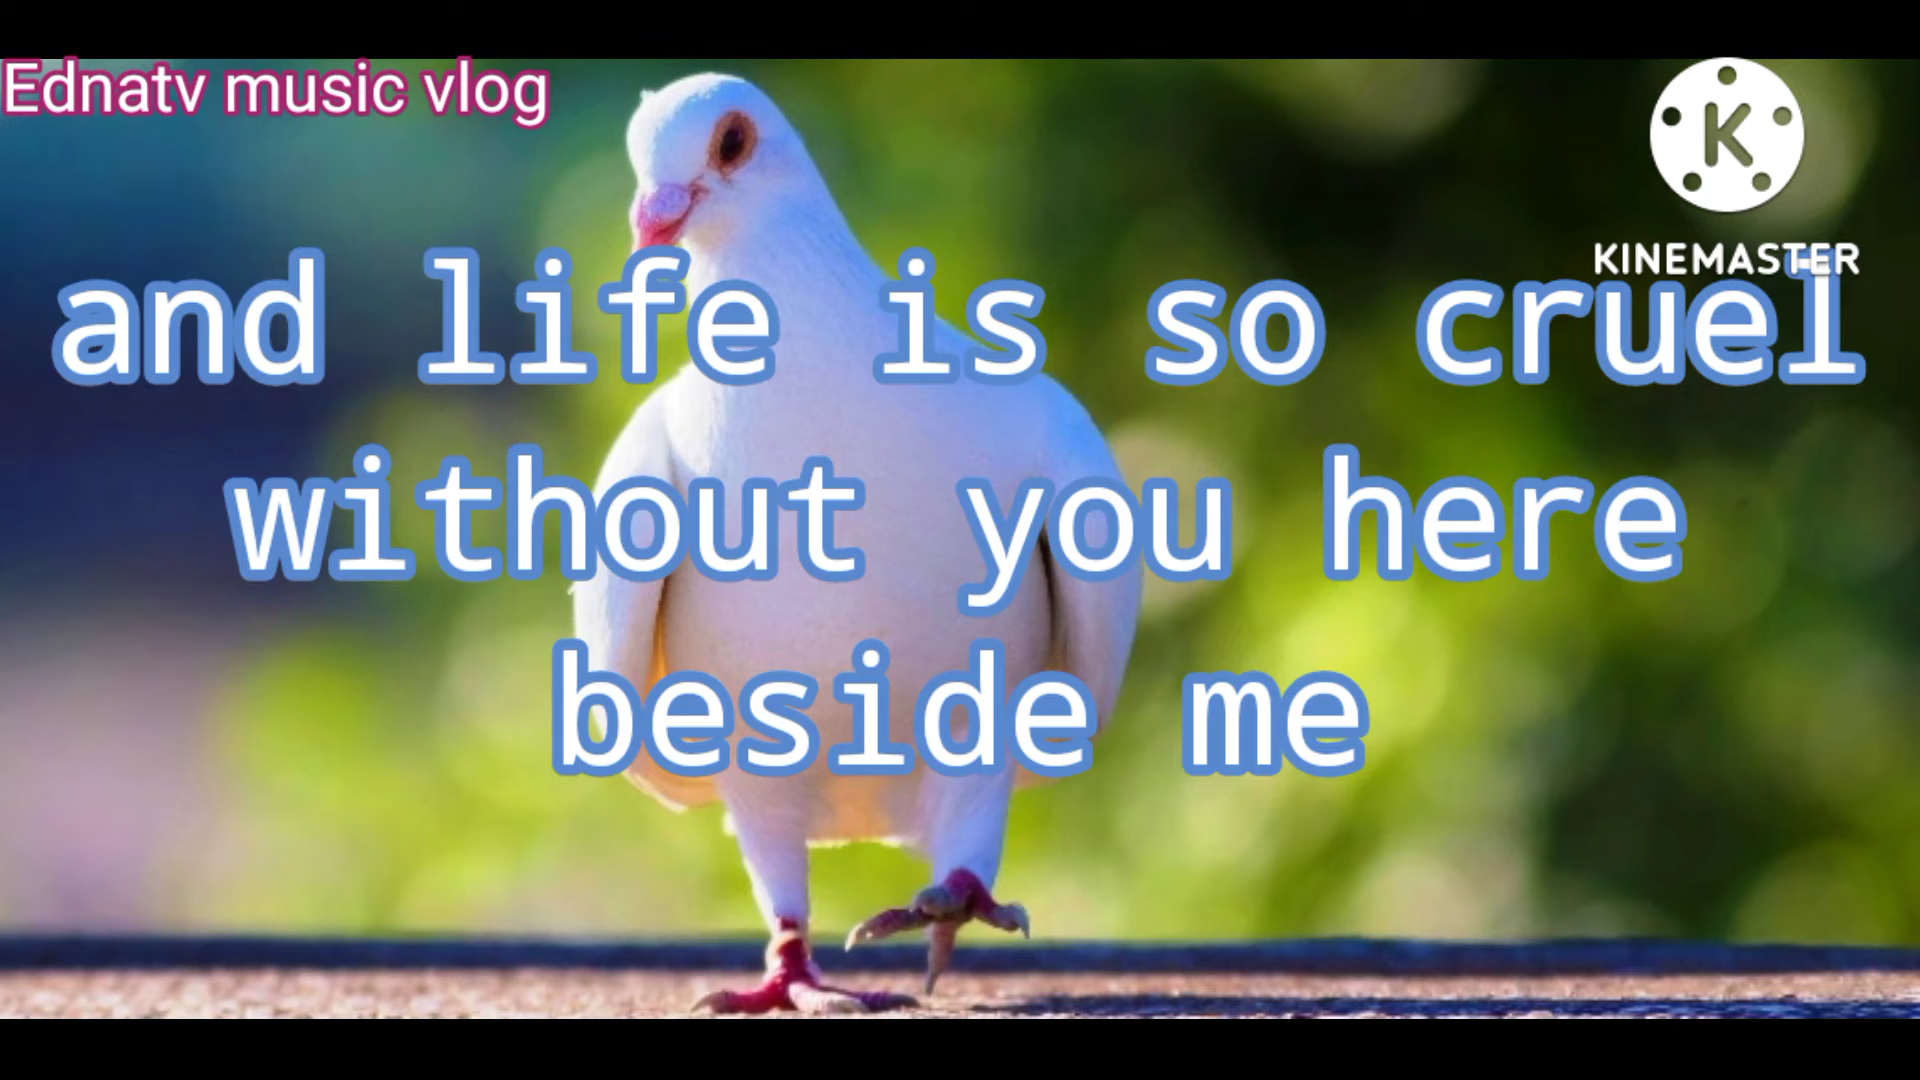 Ednatv music vlog
K
KINEMASTER
and life is so cruel
without you here
beside me